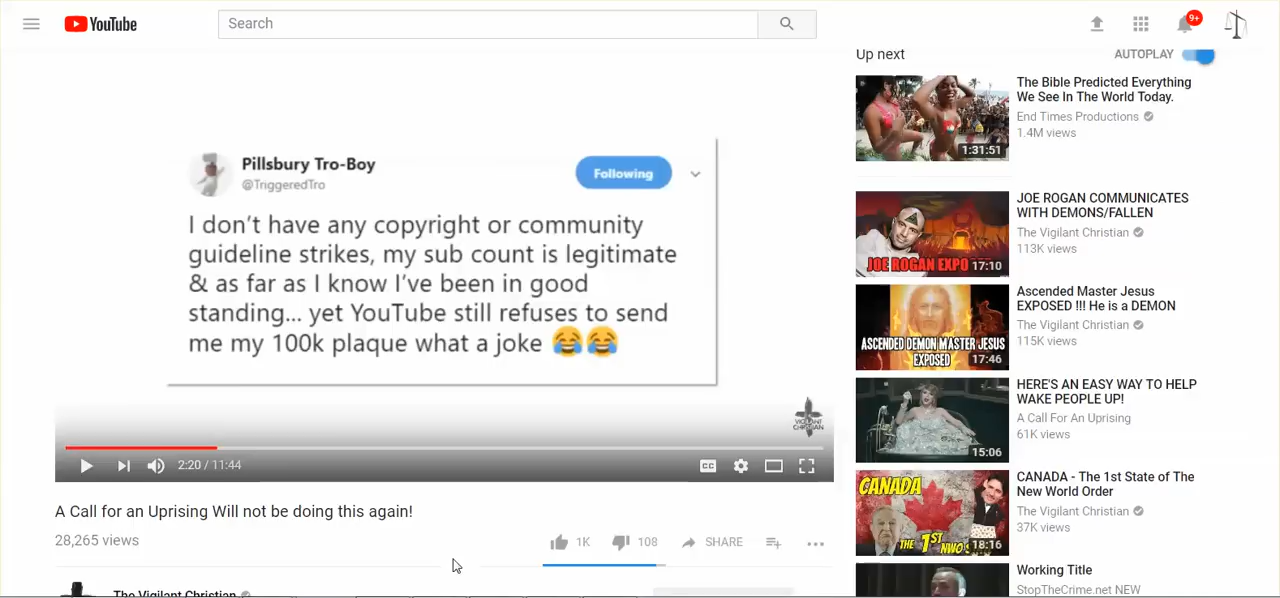 YouTube
Search
9+
Up next
AUTOPLAY
Pillsbury Tro-Boy
@TriggeredTro
Following
I don't have any copyright or community
guideline strikes, my sub count is legitimate
& as far as I know I've been in good
standing... yet YouTube still refuses to send
me my 100k plaque what a joke 😂😂
VIGILANT
CHRISTIAN
2:20 / 11:44
CC
A Call for an Uprising Will not be doing this again!
28,265 views
1K
108
SHARE
The Vigilant Christian
1:31:51
The Bible Predicted Everything
We See In The World Today.
End Times Productions
1.4M views
JOE ROGAN EXPO
17:10
JOE ROGAN COMMUNICATES
WITH DEMONS/FALLEN
The Vigilant Christian
113K views
ASCENDED DEMON MASTER JESUS
EXPOSED
17:46
Ascended Master Jesus
EXPOSED !!! He is a DEMON
The Vigilant Christian
115K views
15:06
HERE'S AN EASY WAY TO HELP
WAKE PEOPLE UP!
A Call For An Uprising
61K views
CANADA
THE 1ST NWO S
18:16
CANADA - The 1st State of The
New World Order
The Vigilant Christian
37K views
Working Title
StopTheCrime.net NEW